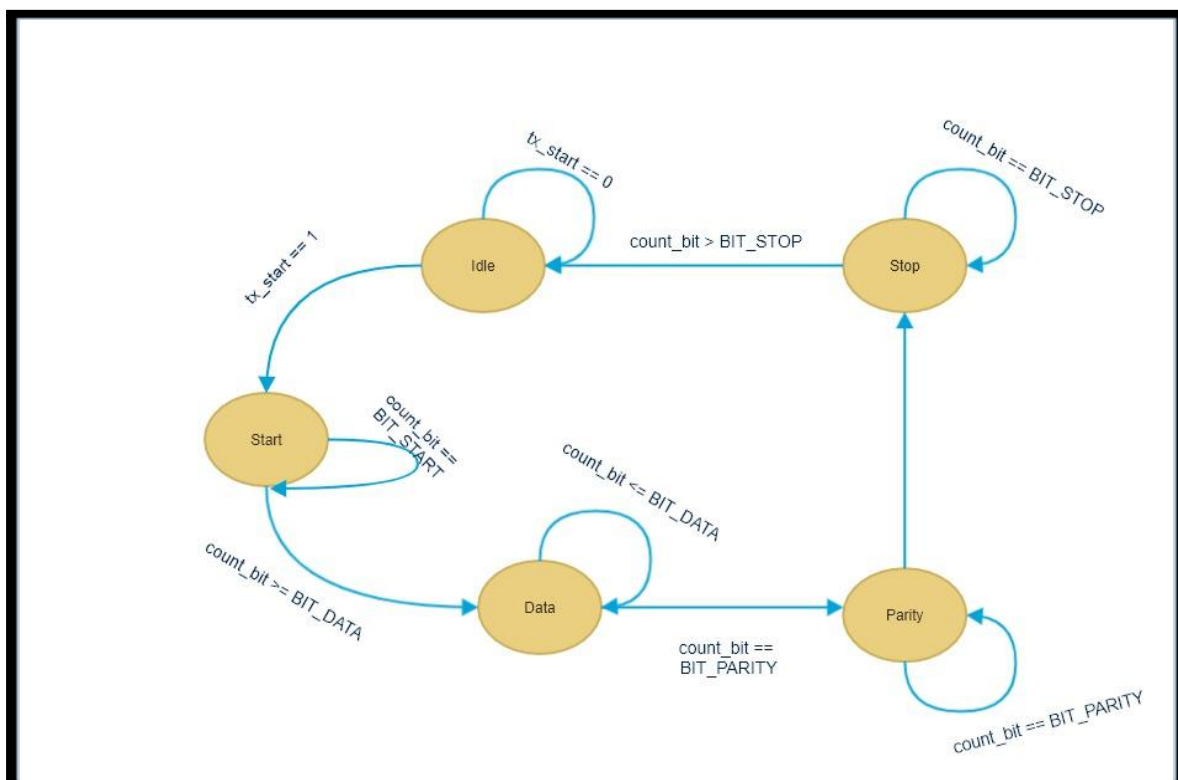 tx_start == 0
count_bit == BIT_STOP
tx_start == 1
Idle
count_bit > BIT_STOP
Stop
Start
count_bit ==
BIT_START
count_bit <= BIT_DATA
count_bit >= BIT_DATA
Data
Parity
count_bit ==
BIT_PARITY
count_bit == BIT_PARITY